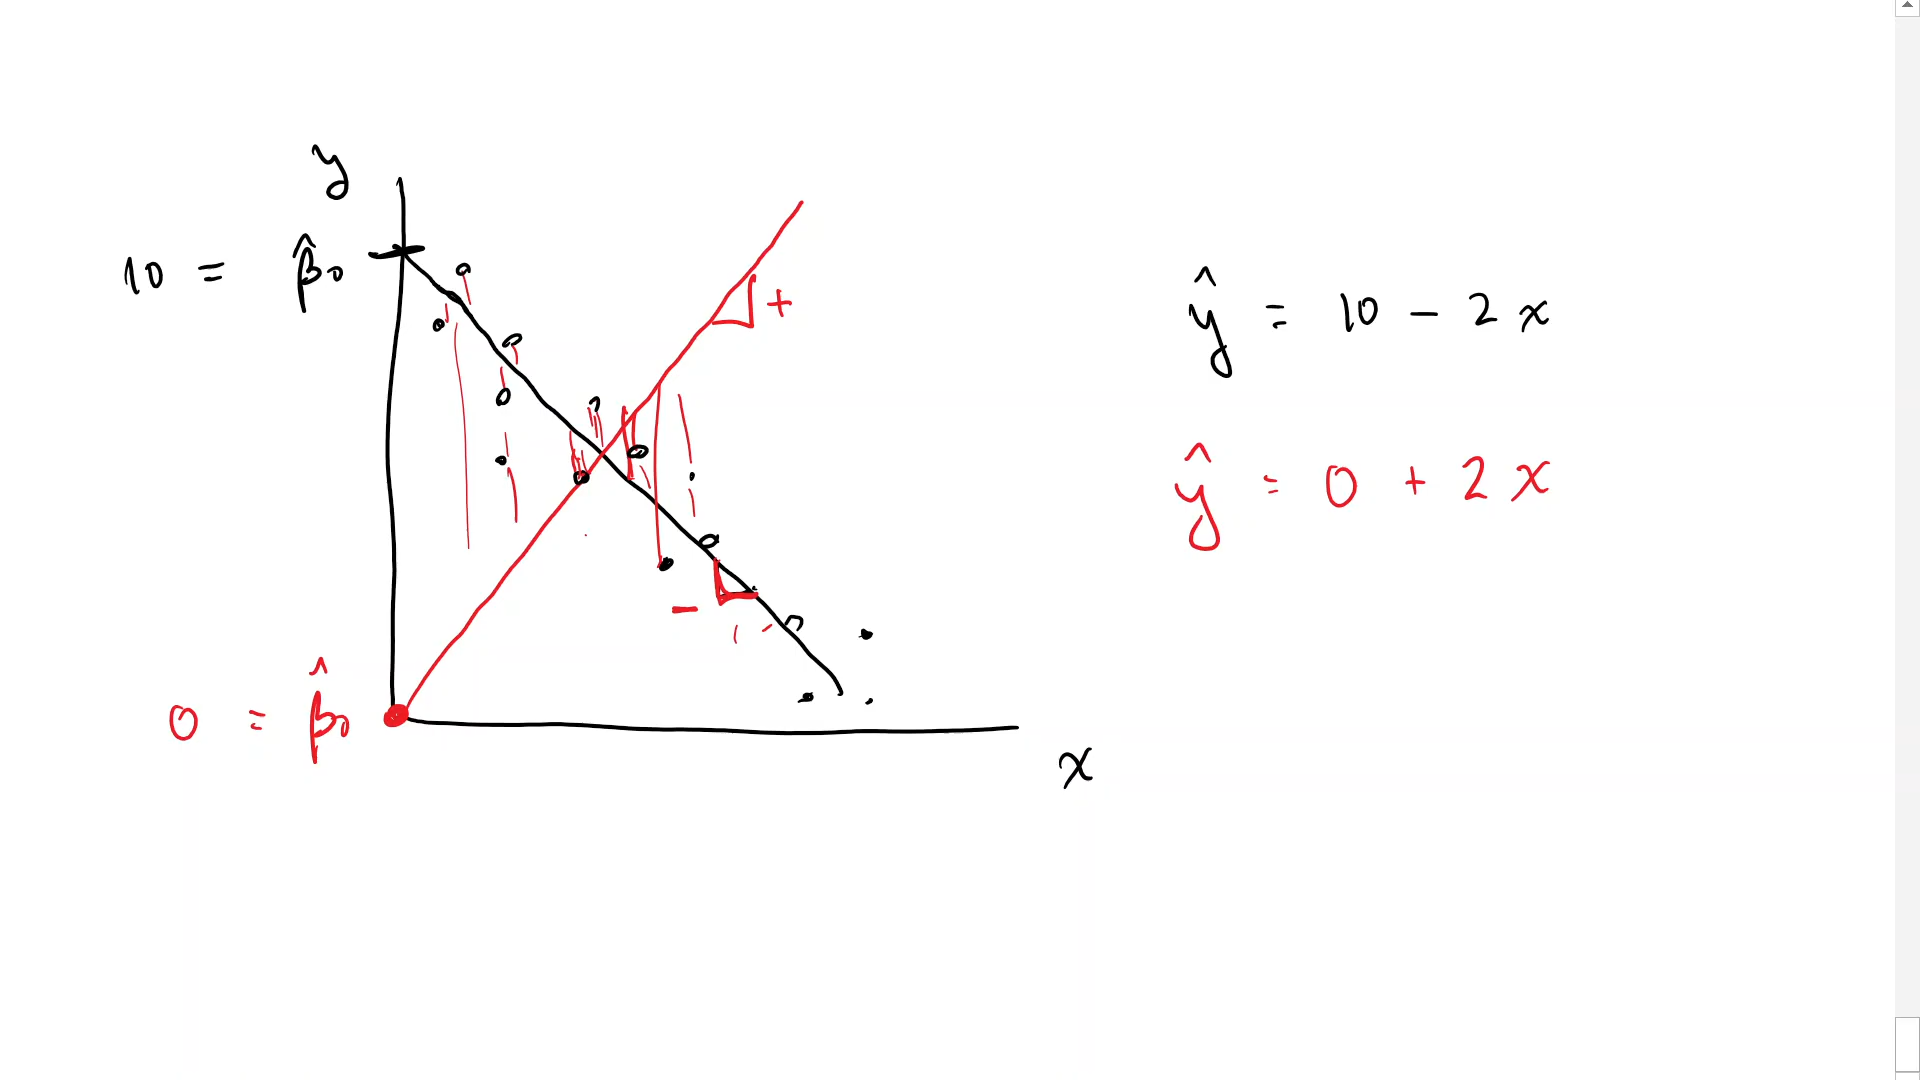 y
10 = β̂0
+
ŷ = 10 - 2x
ŷ = 0 + 2x
-
0 = β̂0
x